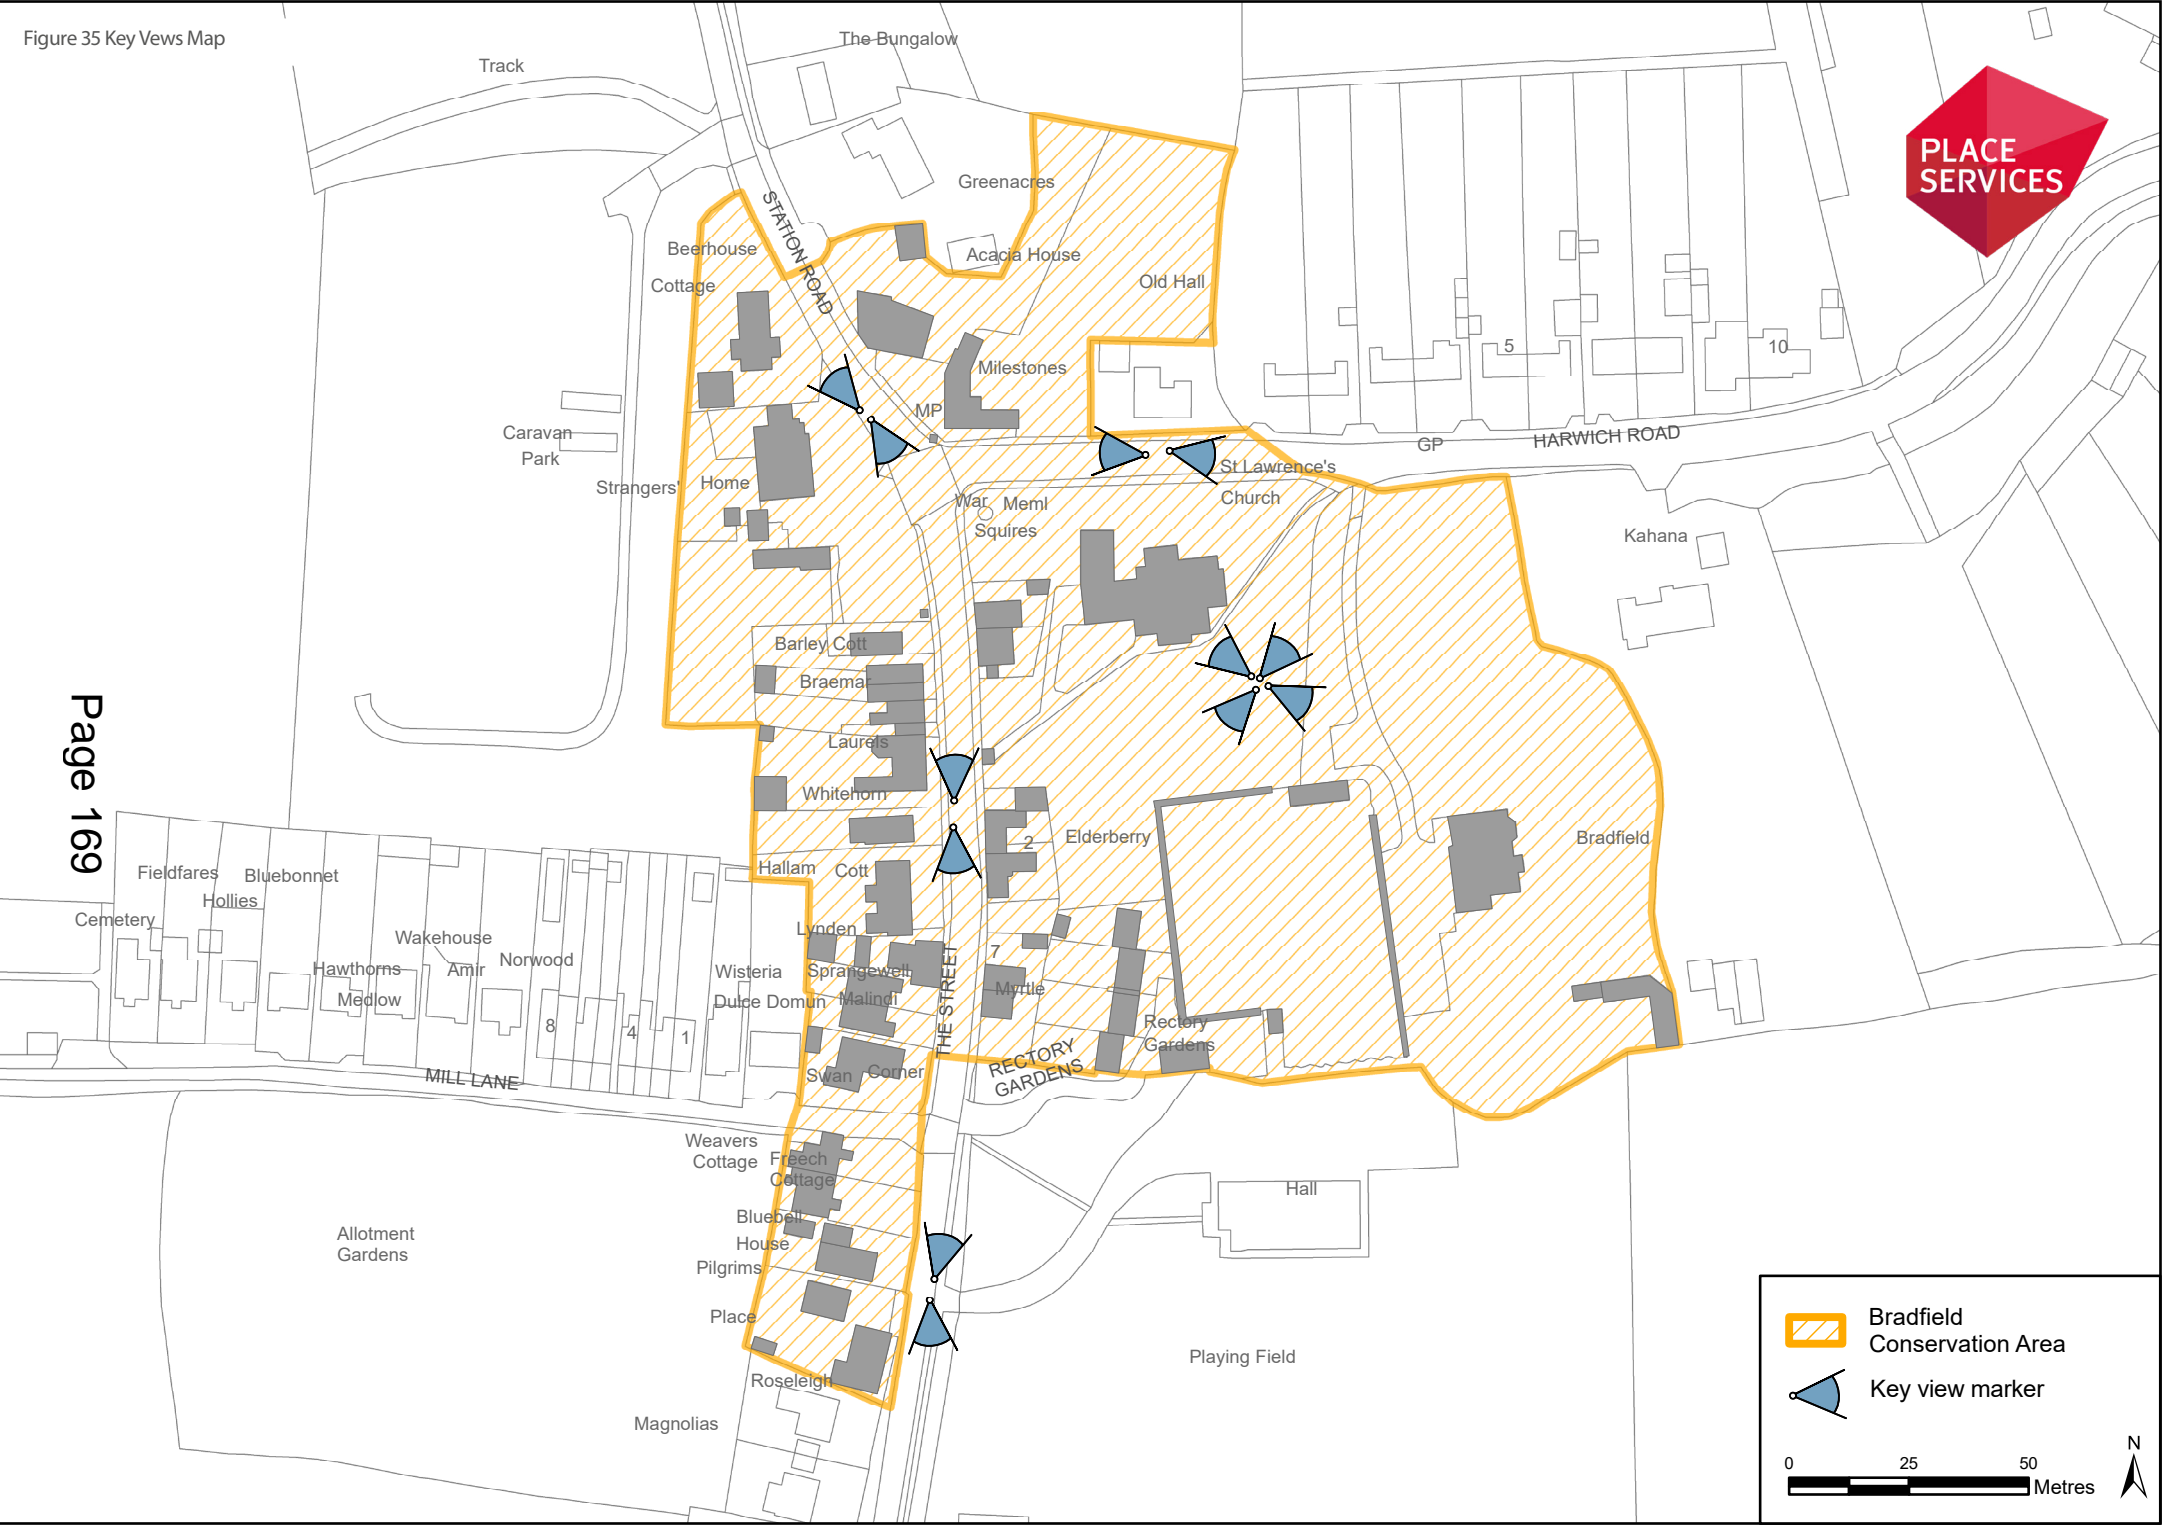 Figure 35 Key Vews Map
The Bungalow
Track
PLACE
SERVICES
Greenacres
STATION ROAD
Beerhouse
Cottage
Acacia House
Old Hall
Milestones
5
10
MP
Caravan
Park
GP
HARWICH ROAD
Strangers'
Home
St Lawrence's
Church
War Meml
Squires
Kahana
Barley Cott
Braemar
Laurels
Whitehorn
Page 169
2
Elderberry
Bradfield
Hallam
Cott
Fieldfares
Bluebonnet
Hollies
Cemetery
Lynden
Wakehouse
Norwood
Hawthorns
Amir
Medlow
Wisteria
Sprangewell
7
Dulce Domun
Malindi
Myrtle
THE STREET
8
4
1
Rectory
Gardens
RECTORY
GARDENS
MILL LANE
Swan
Corner
Weavers
Cottage
Freech
Cottage
Hall
Bluebell
House
Allotment
Gardens
Pilgrims
Place
Playing Field
Roseleigh
Magnolias
Bradfield
Conservation Area
Key view marker
N
0 25 50
Metres